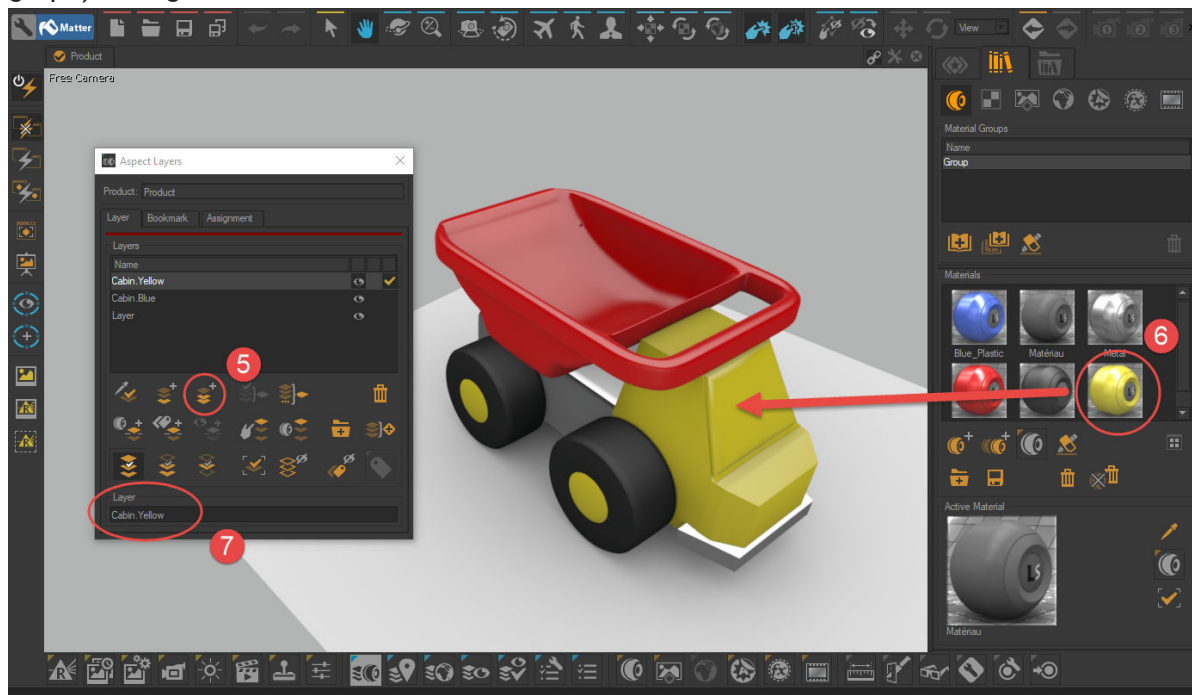 Matter
View
Product
Free Camera
Aspect Layers
Product: Product
Layer Bookmark Assignment
Layers
Name
Cabin.Yellow
Cabin.Blue
Layer
5
Layer
Cabin.Yellow
7
Material Groups
Name
Group
Materials
6
Blue_Plastic Matériau Metal
Active Material
LS
Matériau